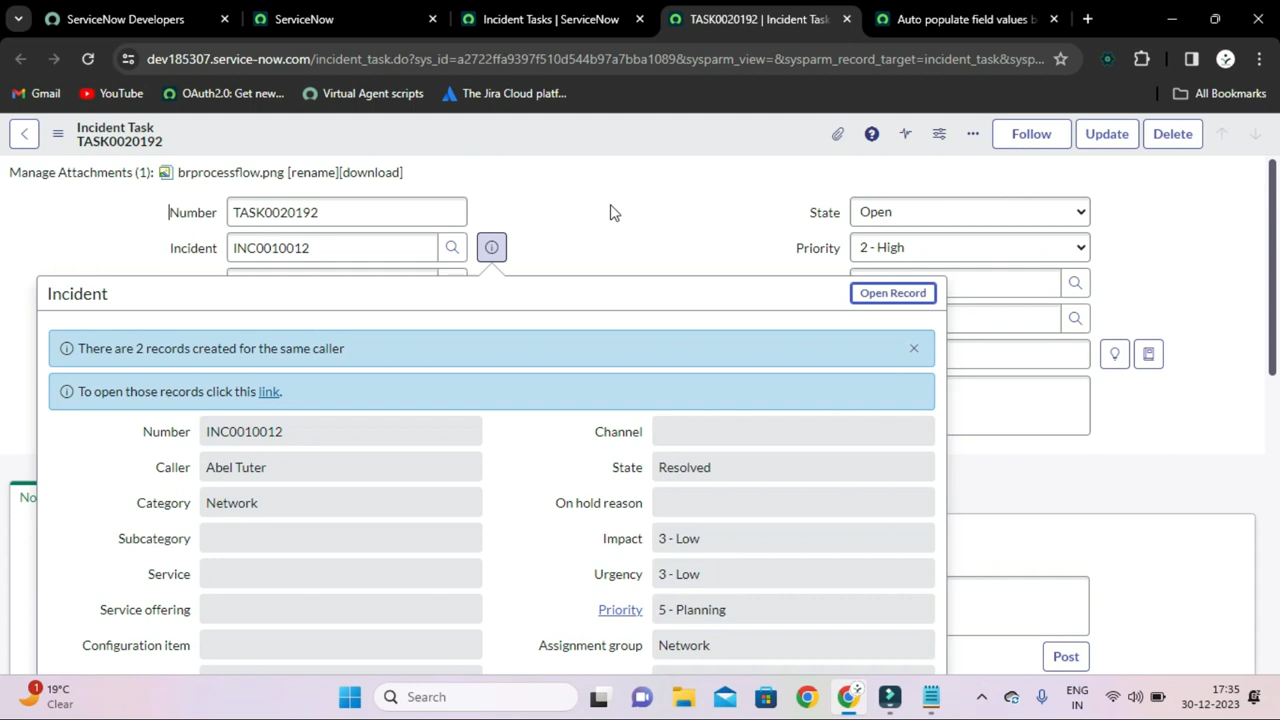 ServiceNow Developers
ServiceNow
Incident Tasks | ServiceNow
TASK0020192 | Incident Task
Auto populate field values b
dev185307.service-now.com/incident_task.do?sys_id=a2722ffa9397f510d544b97a7bba1089&sysparm_view=&sysparm_record_target=incident_task&sysp...
Gmail
YouTube
OAuth2.0: Get new...
Virtual Agent scripts
The Jira Cloud platf...
All Bookmarks
Incident Task
TASK0020192
Follow
Update
Delete
Manage Attachments (1): brprocessflow.png [rename][download]
Number TASK0020192
State Open
Incident INC0010012
Priority 2 - High
Incident
Open Record
There are 2 records created for the same caller
To open those records click this link.
Number INC0010012
Channel
Caller Abel Tuter
State Resolved
Category Network
On hold reason
Subcategory
Impact 3 - Low
Service
Urgency 3 - Low
Service offering
Priority 5 - Planning
Configuration item
Assignment group Network
No
Post
1
19°C
Clear
Search
ENG
IN
17:35
30-12-2023